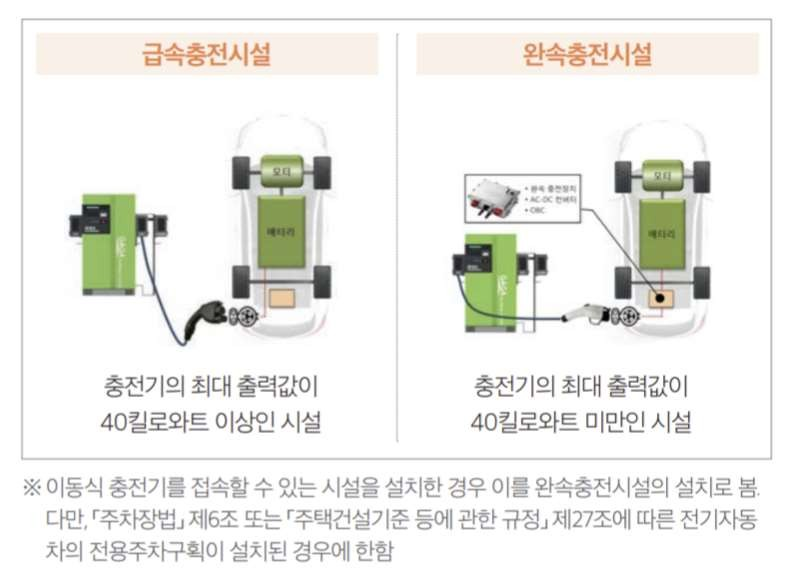 급속충전시설
완속충전시설
모터
배터리
모터
• 완속 충전장치
• AC-DC 컨버터
• OBC
배터리
충전기의 최대 출력값이
40킬로와트 이상인 시설
충전기의 최대 출력값이
40킬로와트 미만인 시설
※ 이동식 충전기를 접속할 수 있는 시설을 설치한 경우 이를 완속충전시설의 설치로 봄.
다만, 「주차장법」 제6조 또는 「주택건설기준 등에 관한 규정」 제27조에 따른 전기자동
차의 전용주차구획이 설치된 경우에 한함